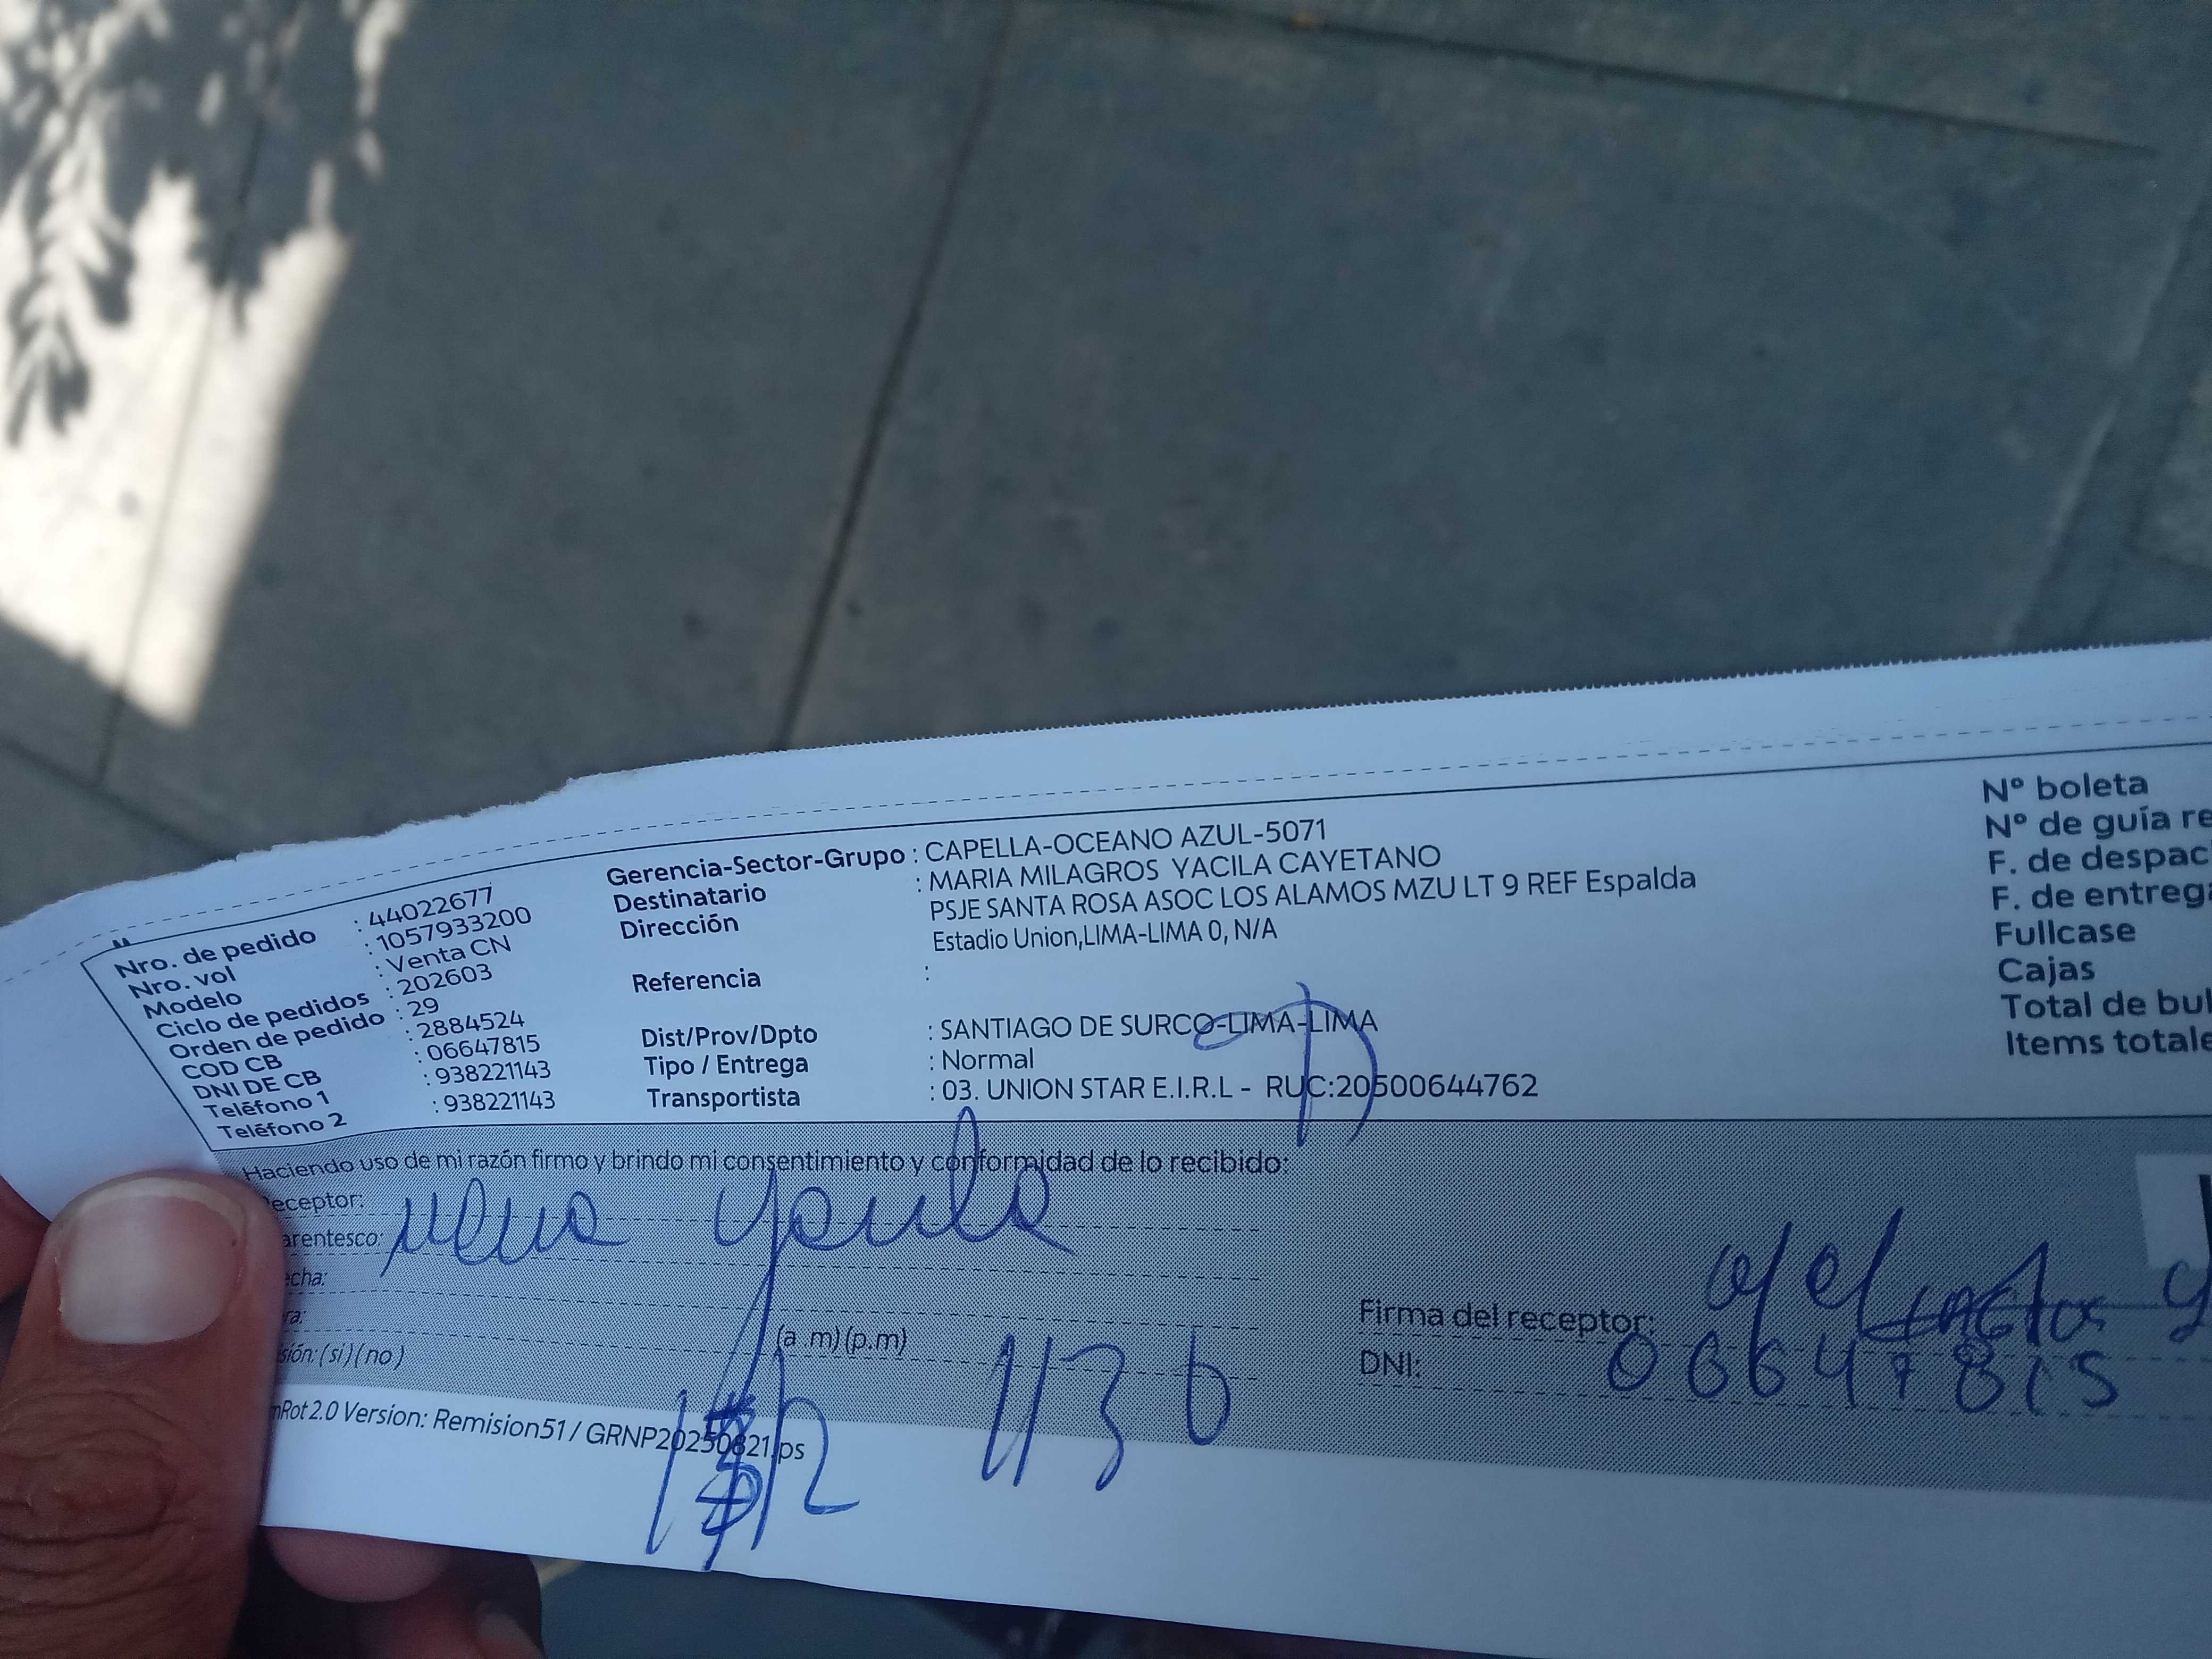 Nro. de pedido : 44022677
Nro. vol : 1057933200
Modelo : Venta CN
Ciclo de pedidos : 202603
Orden de pedido : 29
COD CB : 2884524
DNI DE CB : 06647815
Teléfono 1 : 938221143
Teléfono 2 : 938221143
Gerencia-Sector-Grupo : CAPELLA-OCEANO AZUL-5071
Destinatario : MARIA MILAGROS YACILA CAYETANO
Dirección PSJE SANTA ROSA ASOC LOS ALAMOS MZU LT 9 REF Espalda
Estadio Union,LIMA-LIMA 0, N/A
Referencia :
Dist/Prov/Dpto : SANTIAGO DE SURCO-LIMA-LIMA
Tipo / Entrega : Normal
Transportista : 03. UNION STAR E.I.R.L - RUC:20500644762
Nº boleta
Nº de guía re
F. de despac
F. de entrega
Fullcase
Cajas
Total de bul
Items totale
Haciendo uso de mi razón firmo y brindo mi consentimiento y conformidad de lo recibido:
eceptor:
arentesco:
echa:
ra:
(a m)(p.m)
sión: (si) (no)
1130
Firma del receptor:
DNI: 06647815
mRot 2.0 Version: Remision51 / GRNP20250821.ps